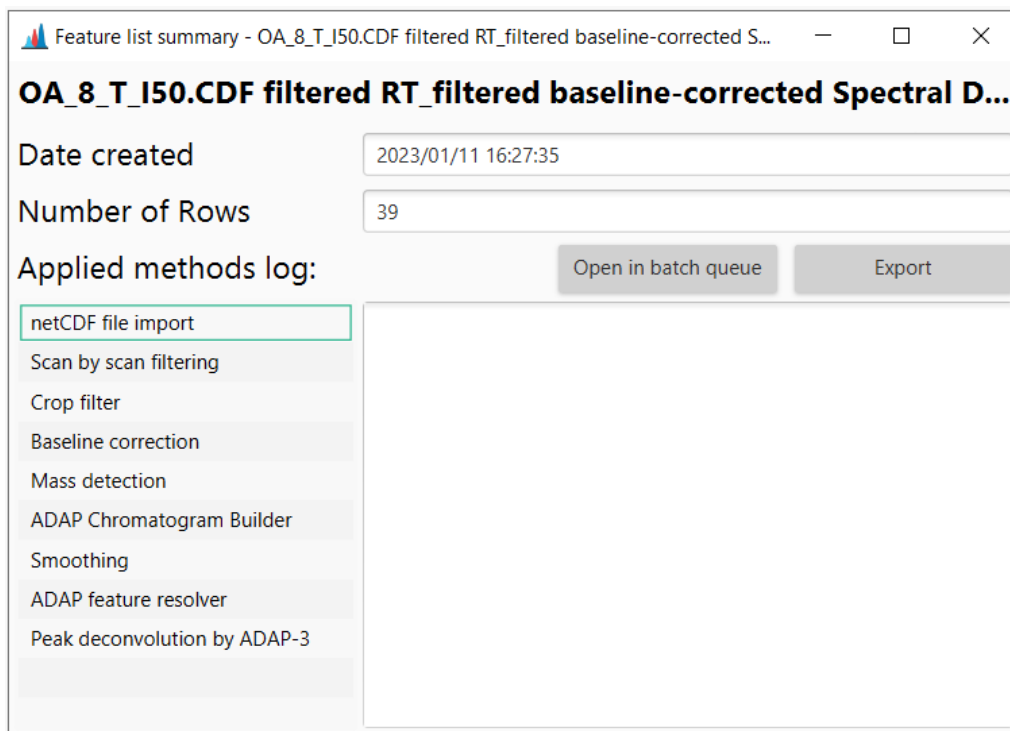 Feature list summary - OA_8_T_I50.CDF filtered RT_filtered baseline-corrected S...
OA_8_T_I50.CDF filtered RT_filtered baseline-corrected Spectral D...
Date created 2023/01/11 16:27:35
Number of Rows 39
Applied methods log: Open in batch queue Export
netCDF file import
Scan by scan filtering
Crop filter
Baseline correction
Mass detection
ADAP Chromatogram Builder
Smoothing
ADAP feature resolver
Peak deconvolution by ADAP-3